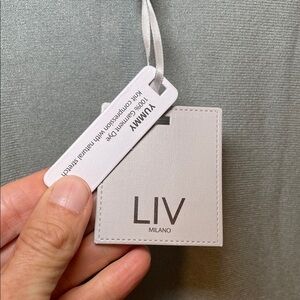 YUMMY
100% Garment Dye
Knit compression with natural stretch
LIV
MILANO